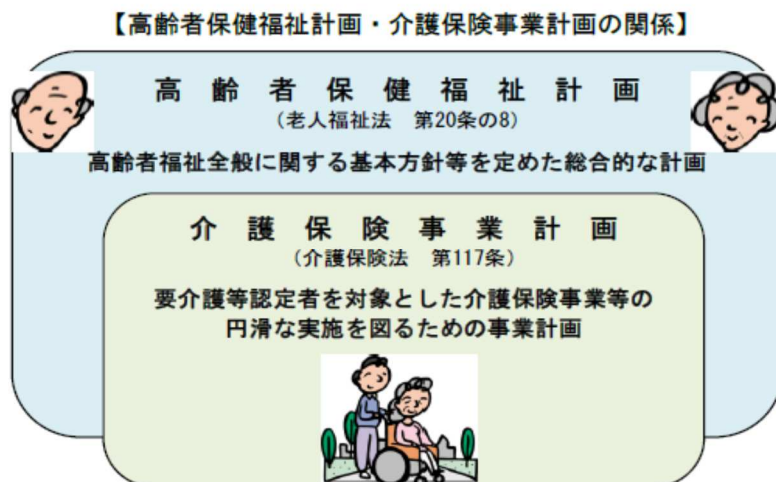 【高齢者保健福祉計画・介護保険事業計画の関係】
高齢者保健福祉計画
（老人福祉法　第20条の8）
高齢者福祉全般に関する基本方針等を定めた総合的な計画
介護保険事業計画
（介護保険法　第117条）
要介護等認定者を対象とした介護保険事業等の
円滑な実施を図るための事業計画